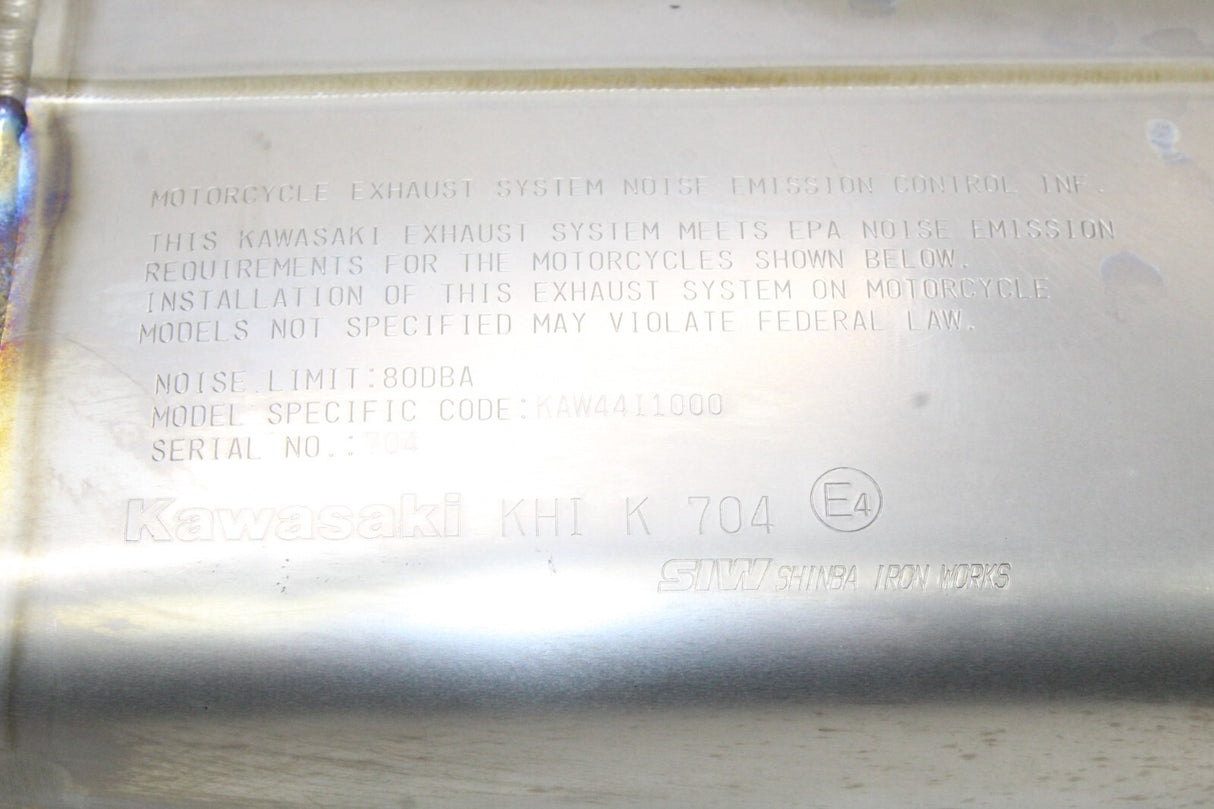 MOTORCYCLE EXHAUST SYSTEM NOISE EMISSION CONTROL INF.
THIS KAWASAKI EXHAUST SYSTEM MEETS EPA NOISE EMISSION
REQUIREMENTS FOR THE MOTORCYCLES SHOWN BELOW.
INSTALLATION OF THIS EXHAUST SYSTEM ON MOTORCYCLE
MODELS NOT SPECIFIED MAY VIOLATE FEDERAL LAW.
NOISE LIMIT:80DBA
MODEL SPECIFIC CODE:KAW44I1000
SERIAL NO.:704
Kawasaki KHI K 704 E4
SIW SHINBA IRON WORKS